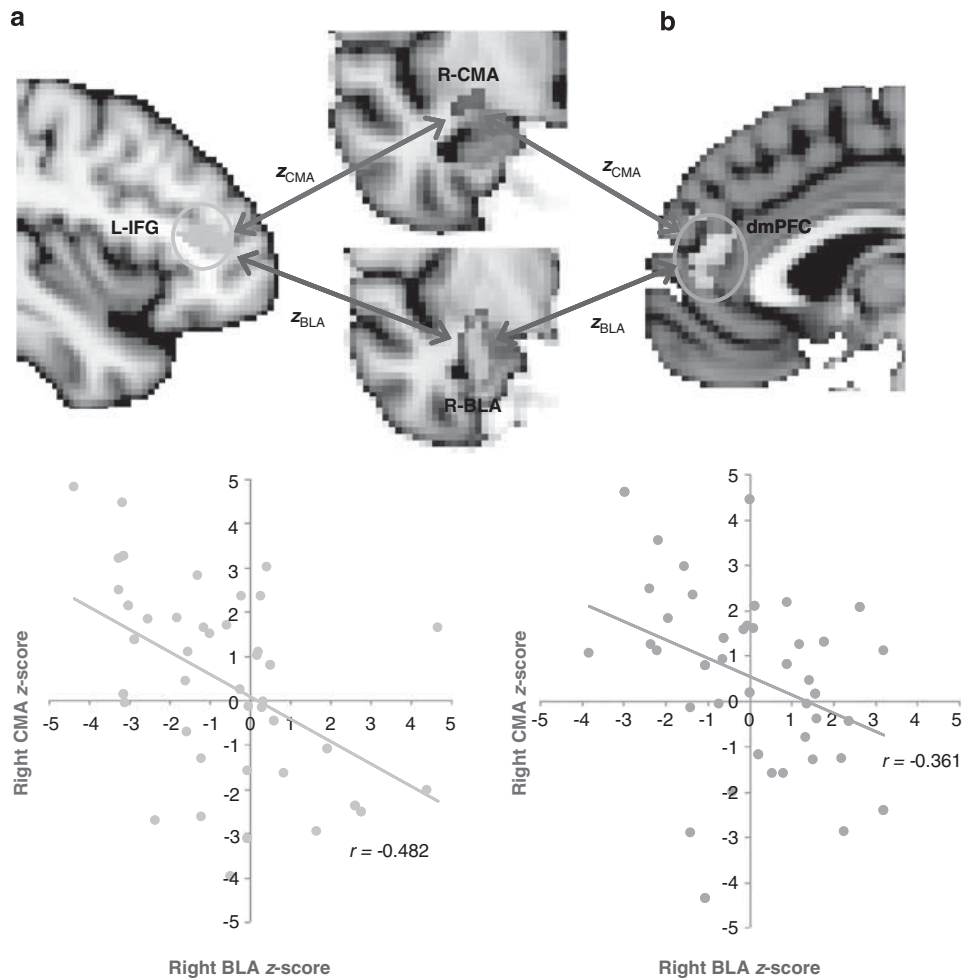 a
b
R-CMA
zCMA
zCMA
L-IFG
dmPFC
zBLA
zBLA
R-BLA
Right CMA z-score
5
4
3
2
1
0
-1
-2
-3
-4
-5
-5 -4 -3 -2 -1 0 1 2 3 4 5
r = -0.482
Right BLA z-score
Right CMA z-score
5
4
3
2
1
0
-1
-2
-3
-4
-5
-5 -4 -3 -2 -1 0 1 2 3 4 5
r = -0.361
Right BLA z-score